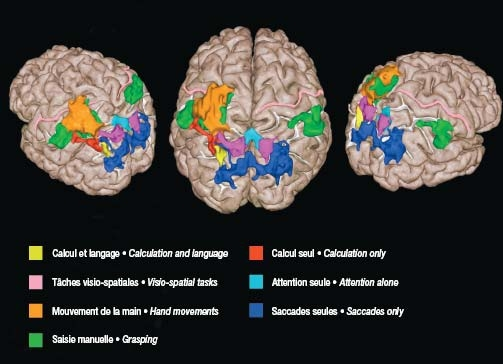 Calcul et langage • Calculation and language
Calcul seul • Calculation only
Tâches visio-spatiales • Visio-spatial tasks
Attention seule • Attention alone
Mouvement de la main • Hand movements
Saccades seules • Saccades only
Saisie manuelle • Grasping